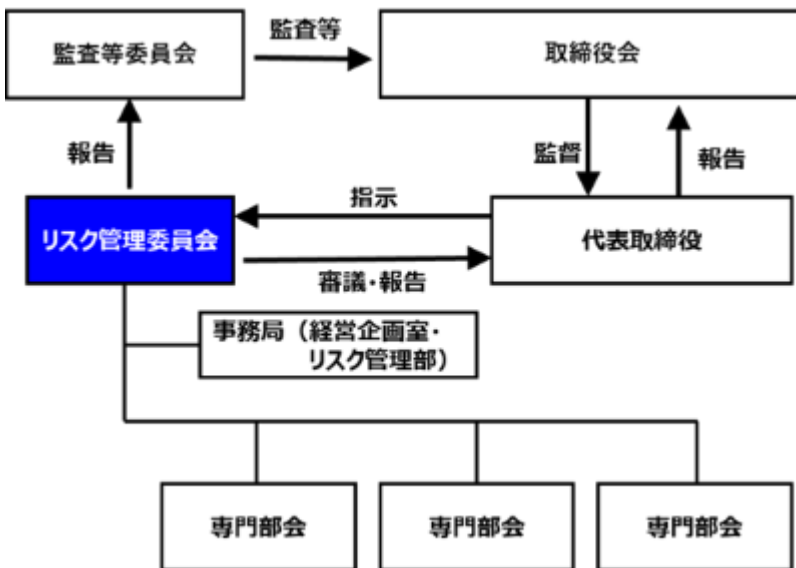 監査等委員会
監査等
取締役会
報告
監督
報告
指示
リスク管理委員会
代表取締役
審議・報告
事務局（経営企画室・
リスク管理部）
専門部会
専門部会
専門部会